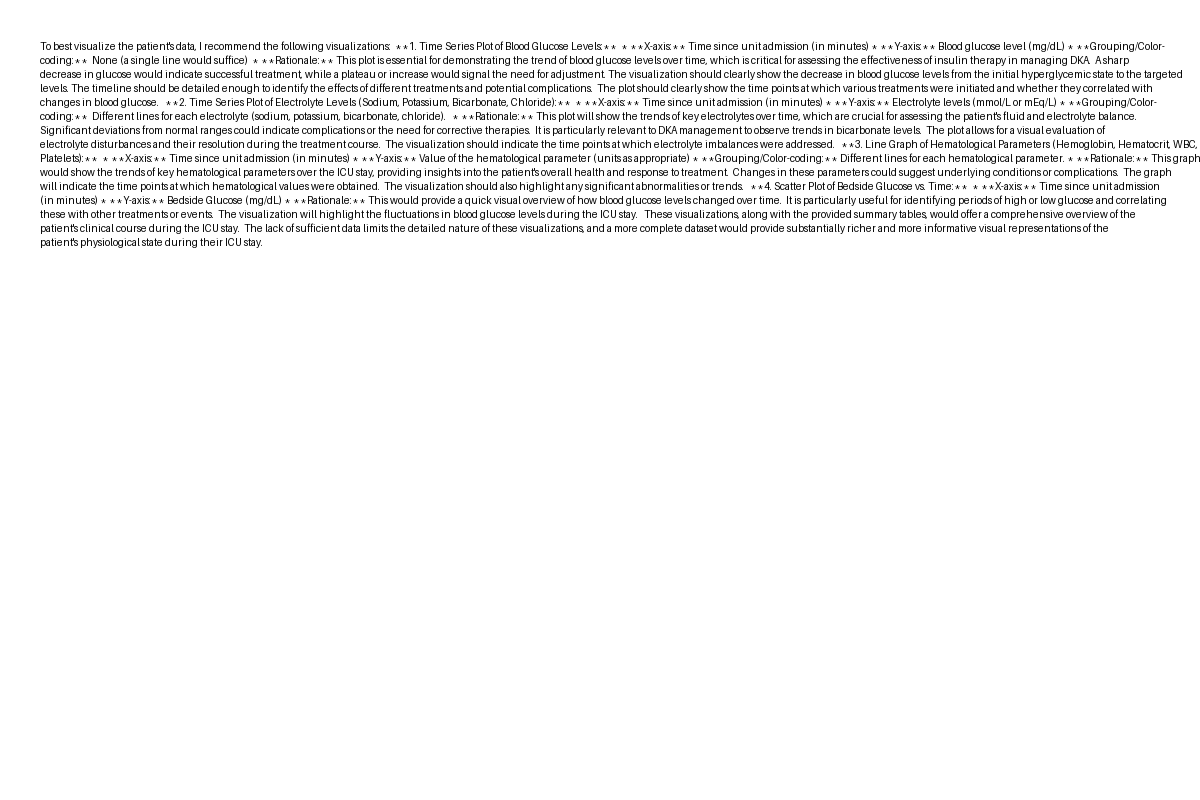 To best visualize the patient's data, I recommend the following visualizations:  **1. Time Series Plot of Blood Glucose Levels:**  * **X-axis:** Time since unit admission (in minutes) * **Y-axis:** Blood glucose level (mg/dL) * **Grouping/Color-
coding:**  None (a single line would suffice)  * **Rationale:** This plot is essential for demonstrating the trend of blood glucose levels over time, which is critical for assessing the effectiveness of insulin therapy in managing DKA.  A sharp
decrease in glucose would indicate successful treatment, while a plateau or increase would signal the need for adjustment. The visualization should clearly show the decrease in blood glucose levels from the initial hyperglycemic state to the targeted
levels. The timeline should be detailed enough to identify the effects of different treatments and potential complications.  The plot should clearly show the time points at which various treatments were initiated and whether they correlated with
changes in blood glucose.   **2. Time Series Plot of Electrolyte Levels (Sodium, Potassium, Bicarbonate, Chloride):**  * **X-axis:** Time since unit admission (in minutes) * **Y-axis:** Electrolyte levels (mmol/L or mEq/L) * **Grouping/Color-
coding:**  Different lines for each electrolyte (sodium, potassium, bicarbonate, chloride).   * **Rationale:** This plot will show the trends of key electrolytes over time, which are crucial for assessing the patient's fluid and electrolyte balance.
Significant deviations from normal ranges could indicate complications or the need for corrective therapies.  It is particularly relevant to DKA management to observe trends in bicarbonate levels.  The plot allows for a visual evaluation of
electrolyte disturbances and their resolution during the treatment course.  The visualization should indicate the time points at which electrolyte imbalances were addressed.   **3. Line Graph of Hematological Parameters (Hemoglobin, Hematocrit, WBC,
Platelets):**  * **X-axis:** Time since unit admission (in minutes) * **Y-axis:** Value of the hematological parameter (units as appropriate) * **Grouping/Color-coding:** Different lines for each hematological parameter.  * **Rationale:** This graph
would show the trends of key hematological parameters over the ICU stay, providing insights into the patient's overall health and response to treatment.  Changes in these parameters could suggest underlying conditions or complications.  The graph
will indicate the time points at which hematological values were obtained.  The visualization should also highlight any significant abnormalities or trends.   **4. Scatter Plot of Bedside Glucose vs. Time:**  * **X-axis:** Time since unit admission
(in minutes) * **Y-axis:** Bedside Glucose (mg/dL) * **Rationale:** This would provide a quick visual overview of how blood glucose levels changed over time.  It is particularly useful for identifying periods of high or low glucose and correlating
these with other treatments or events.  The visualization will highlight the fluctuations in blood glucose levels during the ICU stay.   These visualizations, along with the provided summary tables, would offer a comprehensive overview of the
patient's clinical course during the ICU stay.  The lack of sufficient data limits the detailed nature of these visualizations, and a more complete dataset would provide substantially richer and more informative visual representations of the
patient's physiological state during their ICU stay.